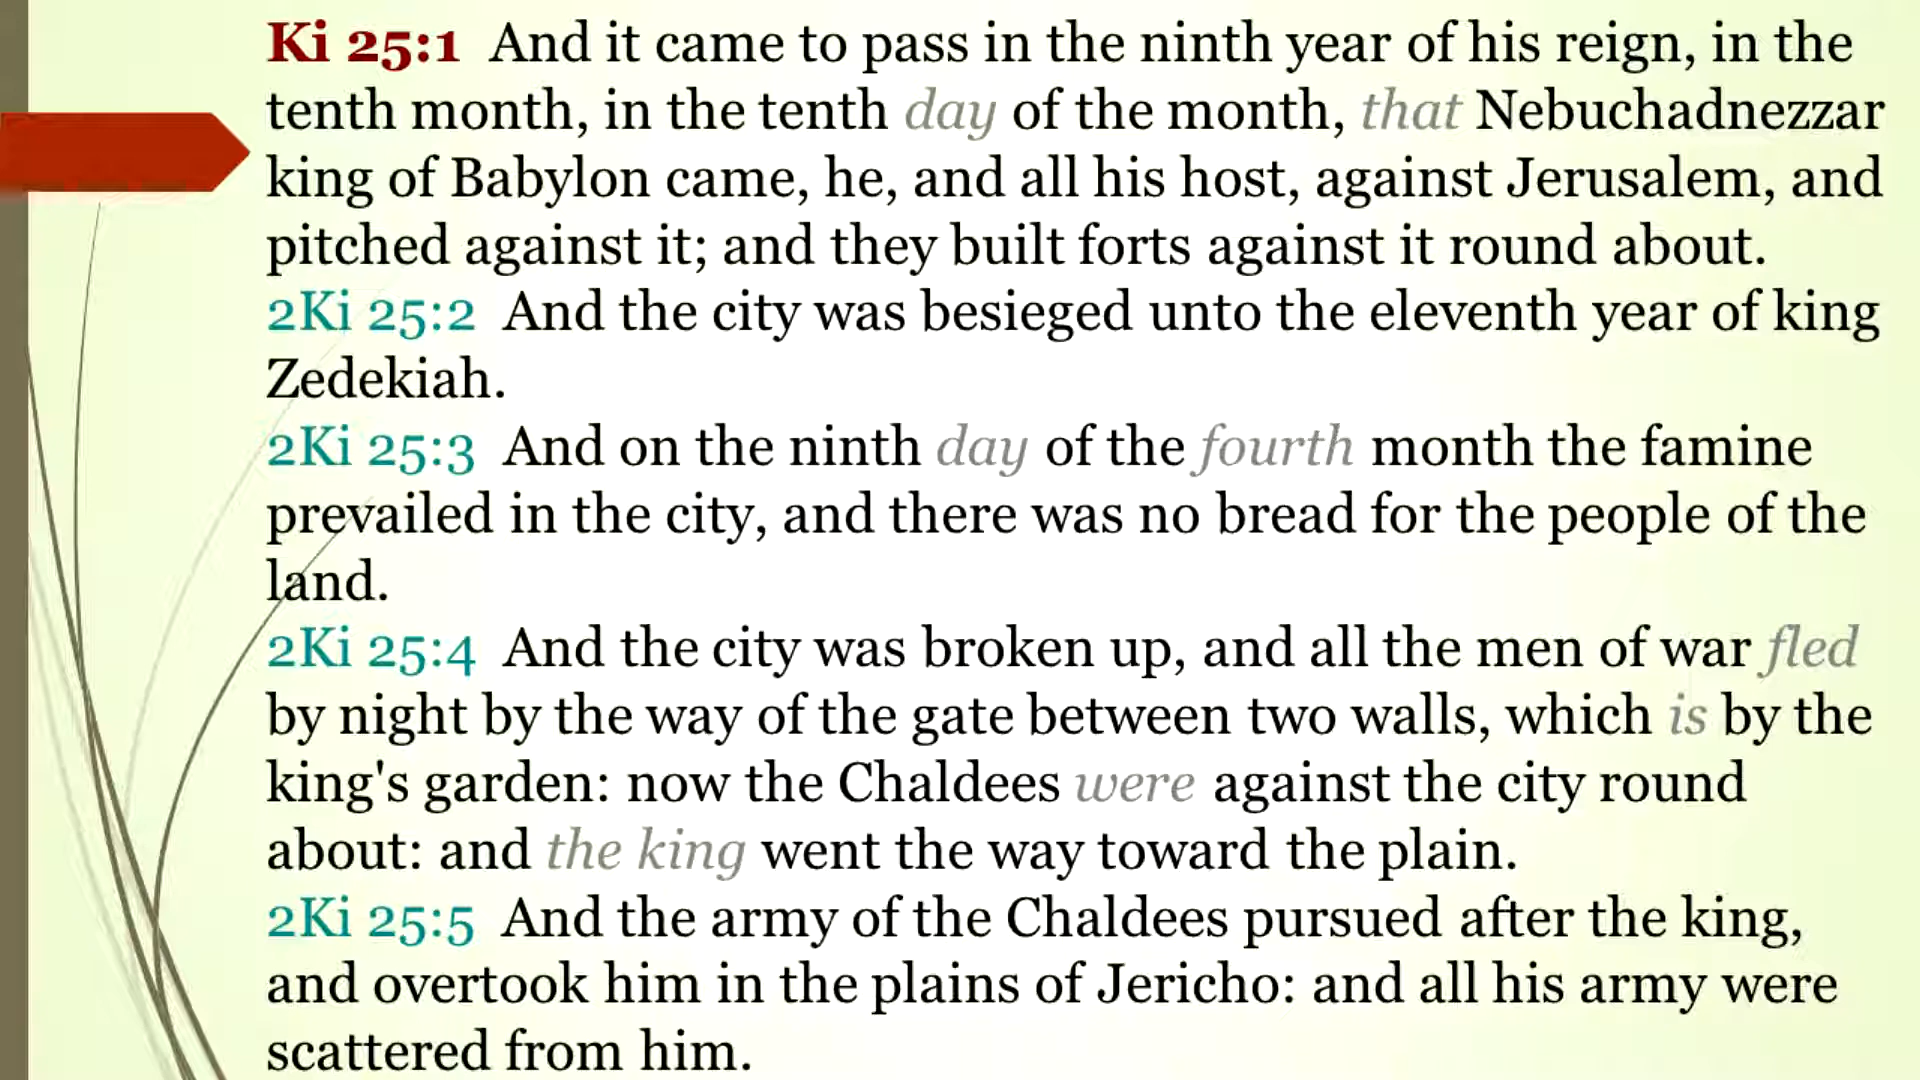 Ki 25:1 And it came to pass in the ninth year of his reign, in the
tenth month, in the tenth day of the month, that Nebuchadnezzar
king of Babylon came, he, and all his host, against Jerusalem, and
pitched against it; and they built forts against it round about.
2Ki 25:2 And the city was besieged unto the eleventh year of king
Zedekiah.
2Ki 25:3 And on the ninth day of the fourth month the famine
prevailed in the city, and there was no bread for the people of the
land.
2Ki 25:4 And the city was broken up, and all the men of war fled
by night by the way of the gate between two walls, which is by the
king's garden: now the Chaldees were against the city round
about: and the king went the way toward the plain.
2Ki 25:5 And the army of the Chaldees pursued after the king,
and overtook him in the plains of Jericho: and all his army were
scattered from him.